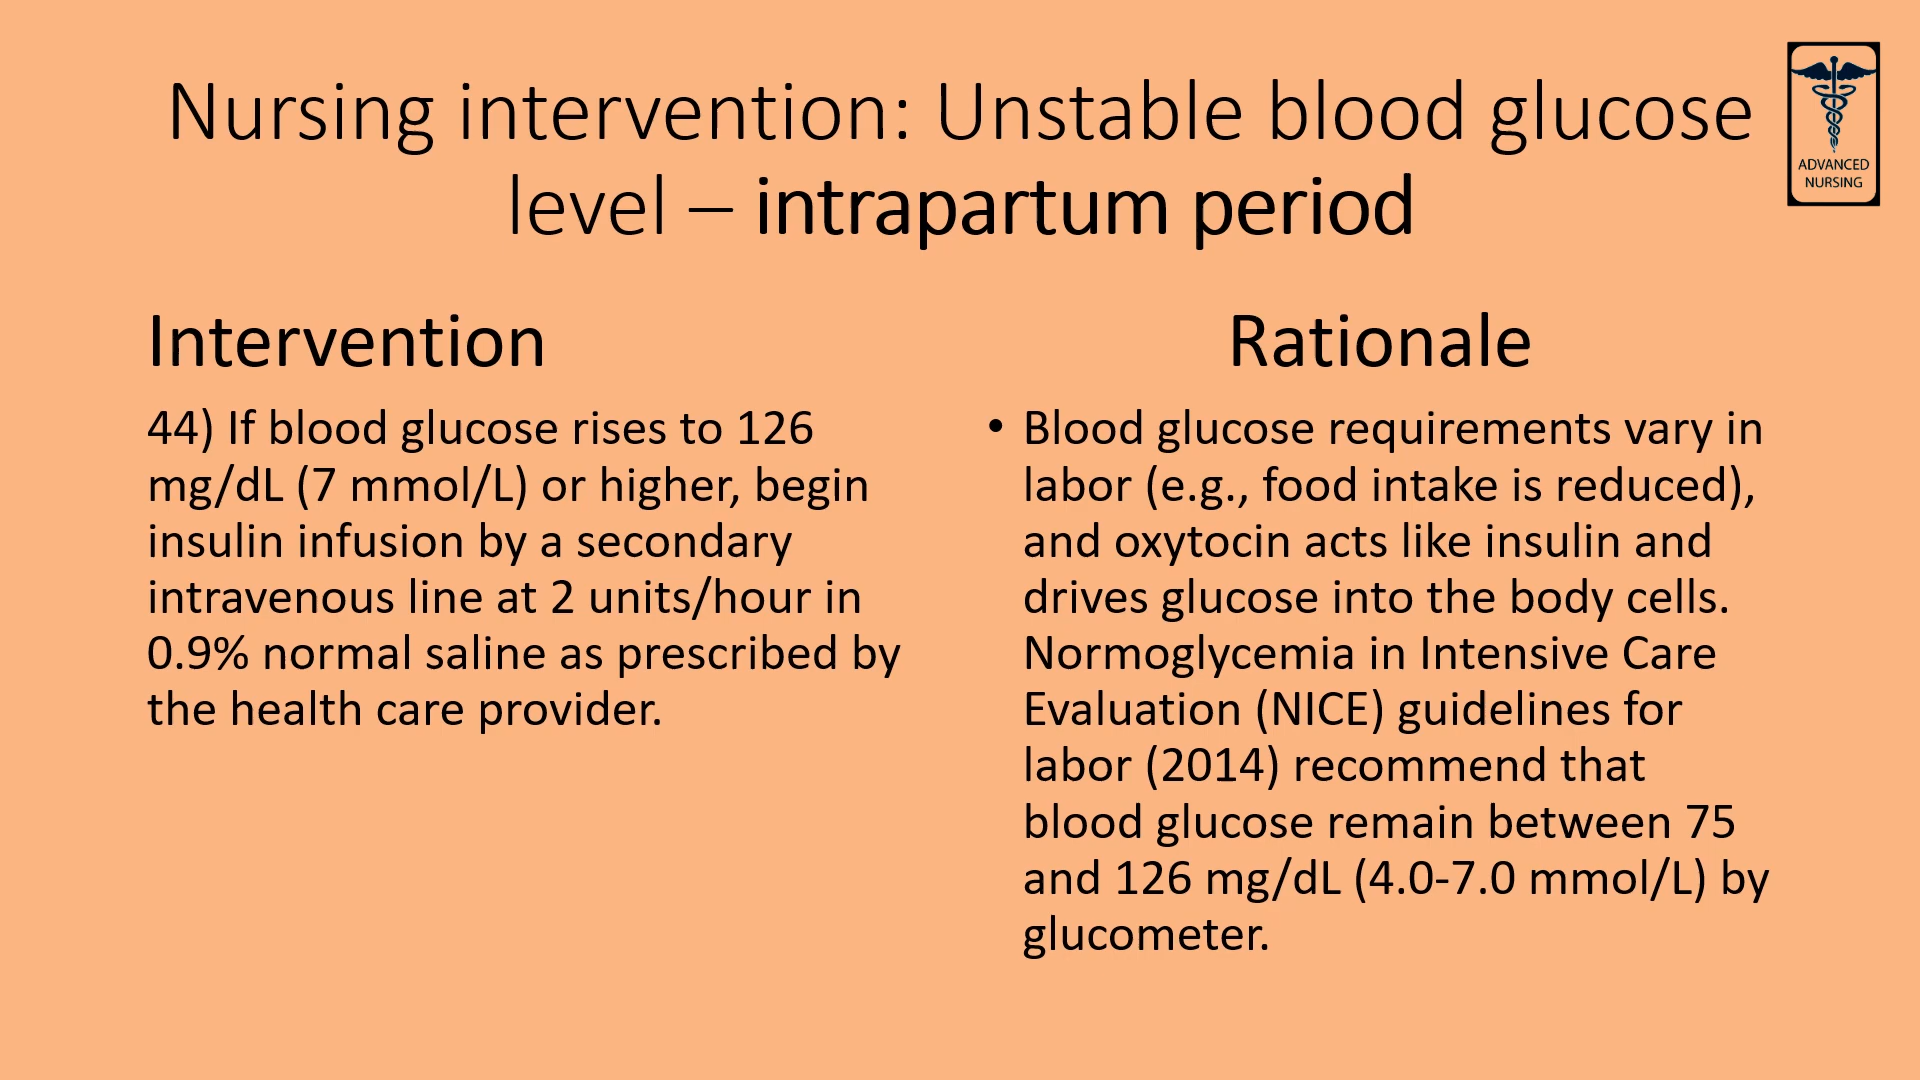 Nursing intervention: Unstable blood glucose
level – intrapartum period
ADVANCED
NURSING
Intervention
44) If blood glucose rises to 126
mg/dL (7 mmol/L) or higher, begin
insulin infusion by a secondary
intravenous line at 2 units/hour in
0.9% normal saline as prescribed by
the health care provider.
Rationale
• Blood glucose requirements vary in
labor (e.g., food intake is reduced),
and oxytocin acts like insulin and
drives glucose into the body cells.
Normoglycemia in Intensive Care
Evaluation (NICE) guidelines for
labor (2014) recommend that
blood glucose remain between 75
and 126 mg/dL (4.0-7.0 mmol/L) by
glucometer.